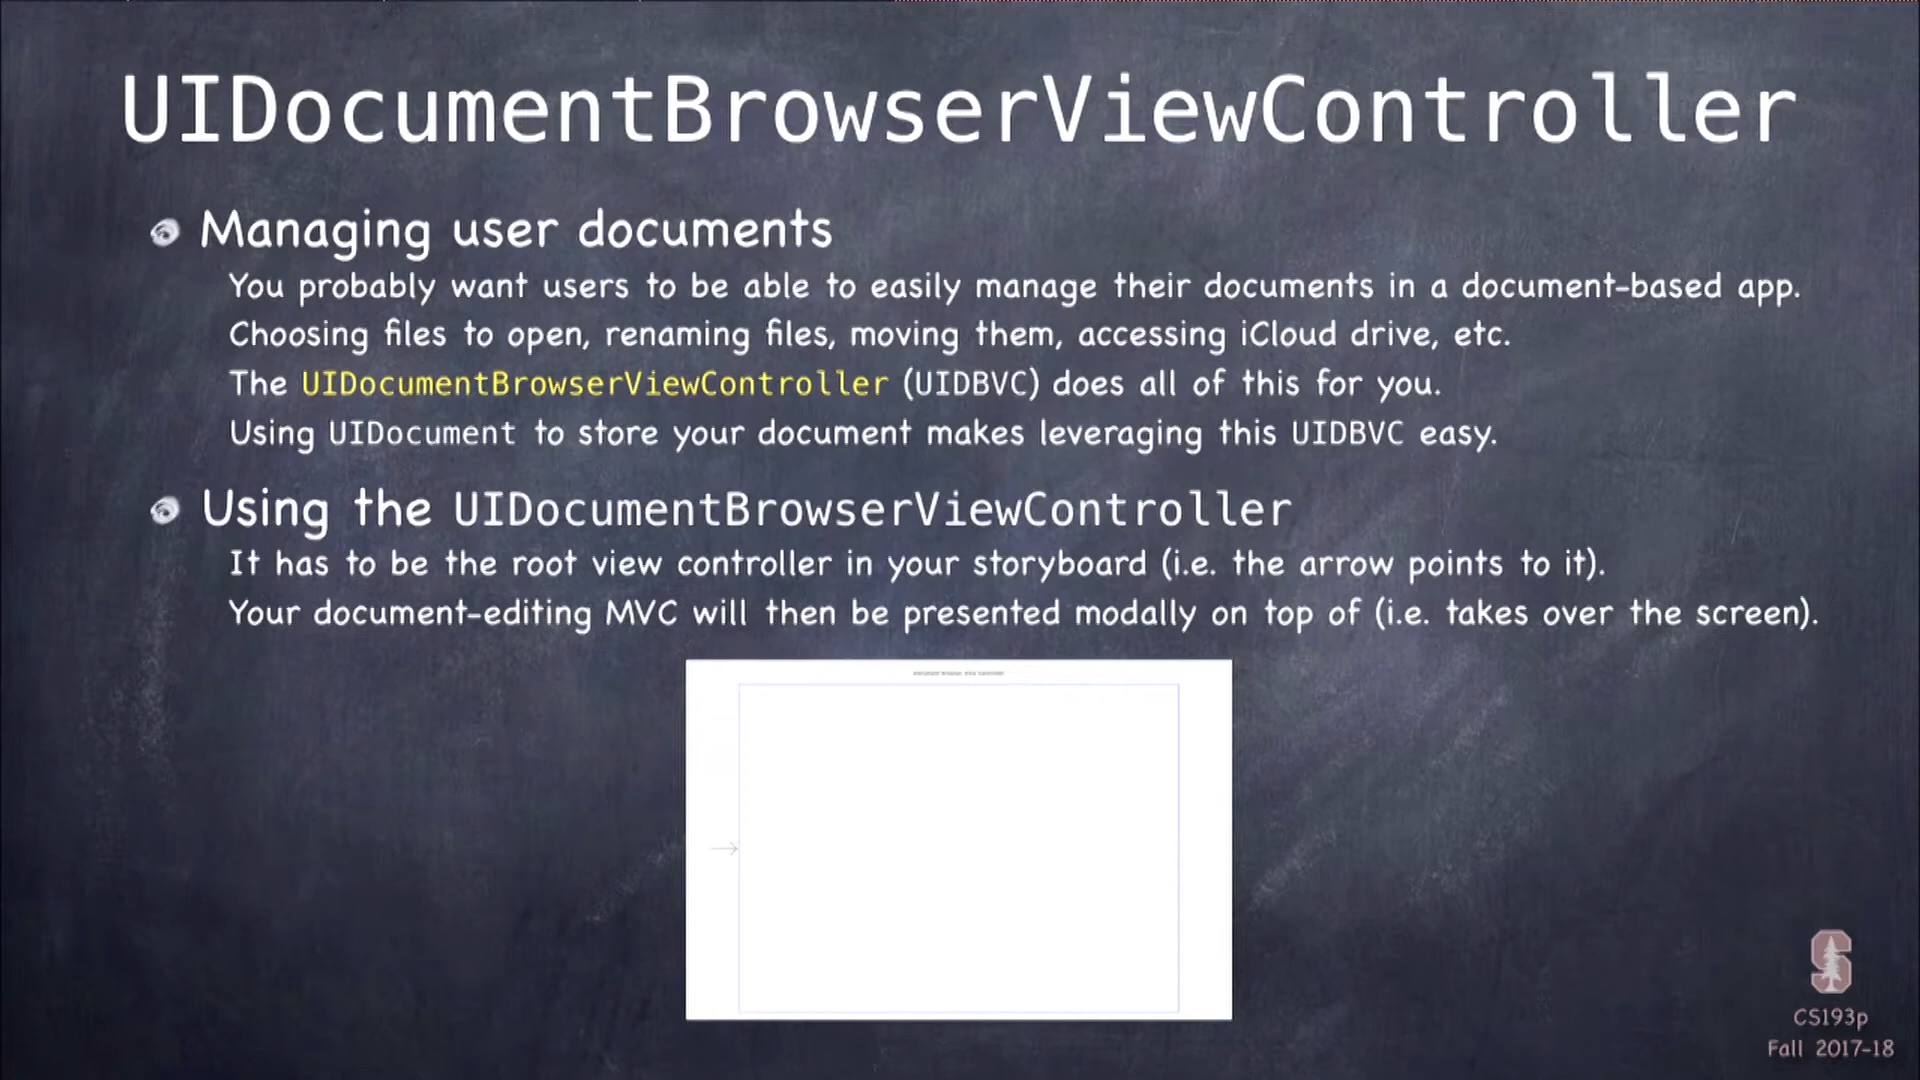 UIDocumentBrowserViewController
Managing user documents
You probably want users to be able to easily manage their documents in a document-based app.
Choosing files to open, renaming files, moving them, accessing iCloud drive, etc.
The UIDocumentBrowserViewController (UIDBVC) does all of this for you.
Using UIDocument to store your document makes leveraging this UIDBVC easy.
Using the UIDocumentBrowserViewController
It has to be the root view controller in your storyboard (i.e. the arrow points to it).
Your document-editing MVC will then be presented modally on top of (i.e. takes over the screen).
Document Browser View Controller
S
CS193p
Fall 2017-18